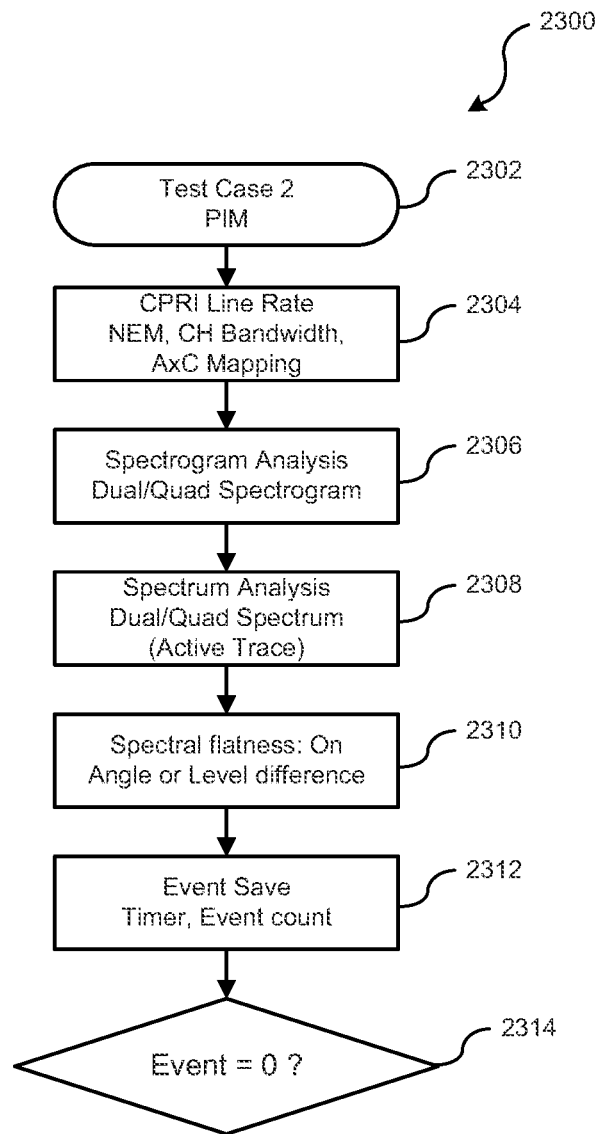 2300
Test Case 2
PIM
2302
CPRI Line Rate
NEM, CH Bandwidth,
AxC Mapping
2304
Spectrogram Analysis
Dual/Quad Spectrogram
2306
Spectrum Analysis
Dual/Quad Spectrum
(Active Trace)
2308
Spectral flatness: On
Angle or Level difference
2310
Event Save
Timer, Event count
2312
Event = 0 ?
2314